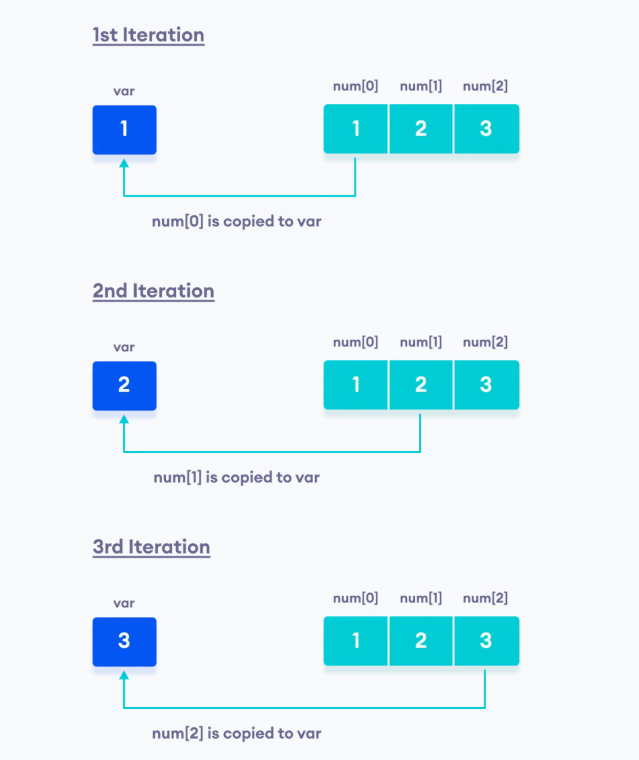 1st Iteration
var
num[0] num[1] num[2]
1
1 2 3
num[0] is copied to var
2nd Iteration
var
num[0] num[1] num[2]
2
1 2 3
num[1] is copied to var
3rd Iteration
var
num[0] num[1] num[2]
3
1 2 3
num[2] is copied to var